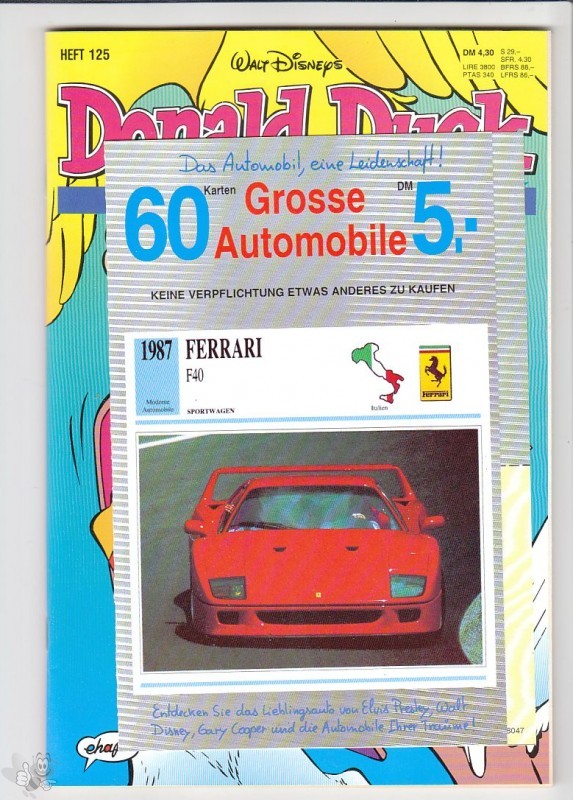 HEFT 125
WALT DISNEYS
DM 4,30
S 29,–
SFR. 4.30
LIRE 3800
BFRS 88,–
PTAS 340
LFRS 88,–
Donald Duck
Das Automobil, eine Leidenschaft!
60 Karten Grosse DM 5.-
Automobile
KEINE VERPFLICHTUNG ETWAS ANDERES ZU KAUFEN
1987 FERRARI
F40
Moderne
Automobile
SPORTWAGEN
Italien
Ferrari
Entdecken Sie das Lieblingsauto von Elvis Presley, Walt
Disney, Gary Cooper und die Automobile Ihrer Träume!
8047